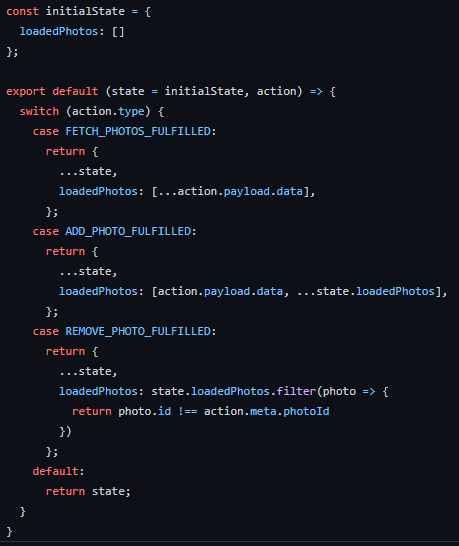 const initialState = {
  loadedPhotos: []
};

export default (state = initialState, action) => {
  switch (action.type) {
    case FETCH_PHOTOS_FULFILLED:
      return {
        ...state,
        loadedPhotos: [...action.payload.data],
      };
    case ADD_PHOTO_FULFILLED:
      return {
        ...state,
        loadedPhotos: [action.payload.data, ...state.loadedPhotos],
      };
    case REMOVE_PHOTO_FULFILLED:
      return {
        ...state,
        loadedPhotos: state.loadedPhotos.filter(photo => {
          return photo.id !== action.meta.photoId
        })
      };
    default:
      return state;
  }
}